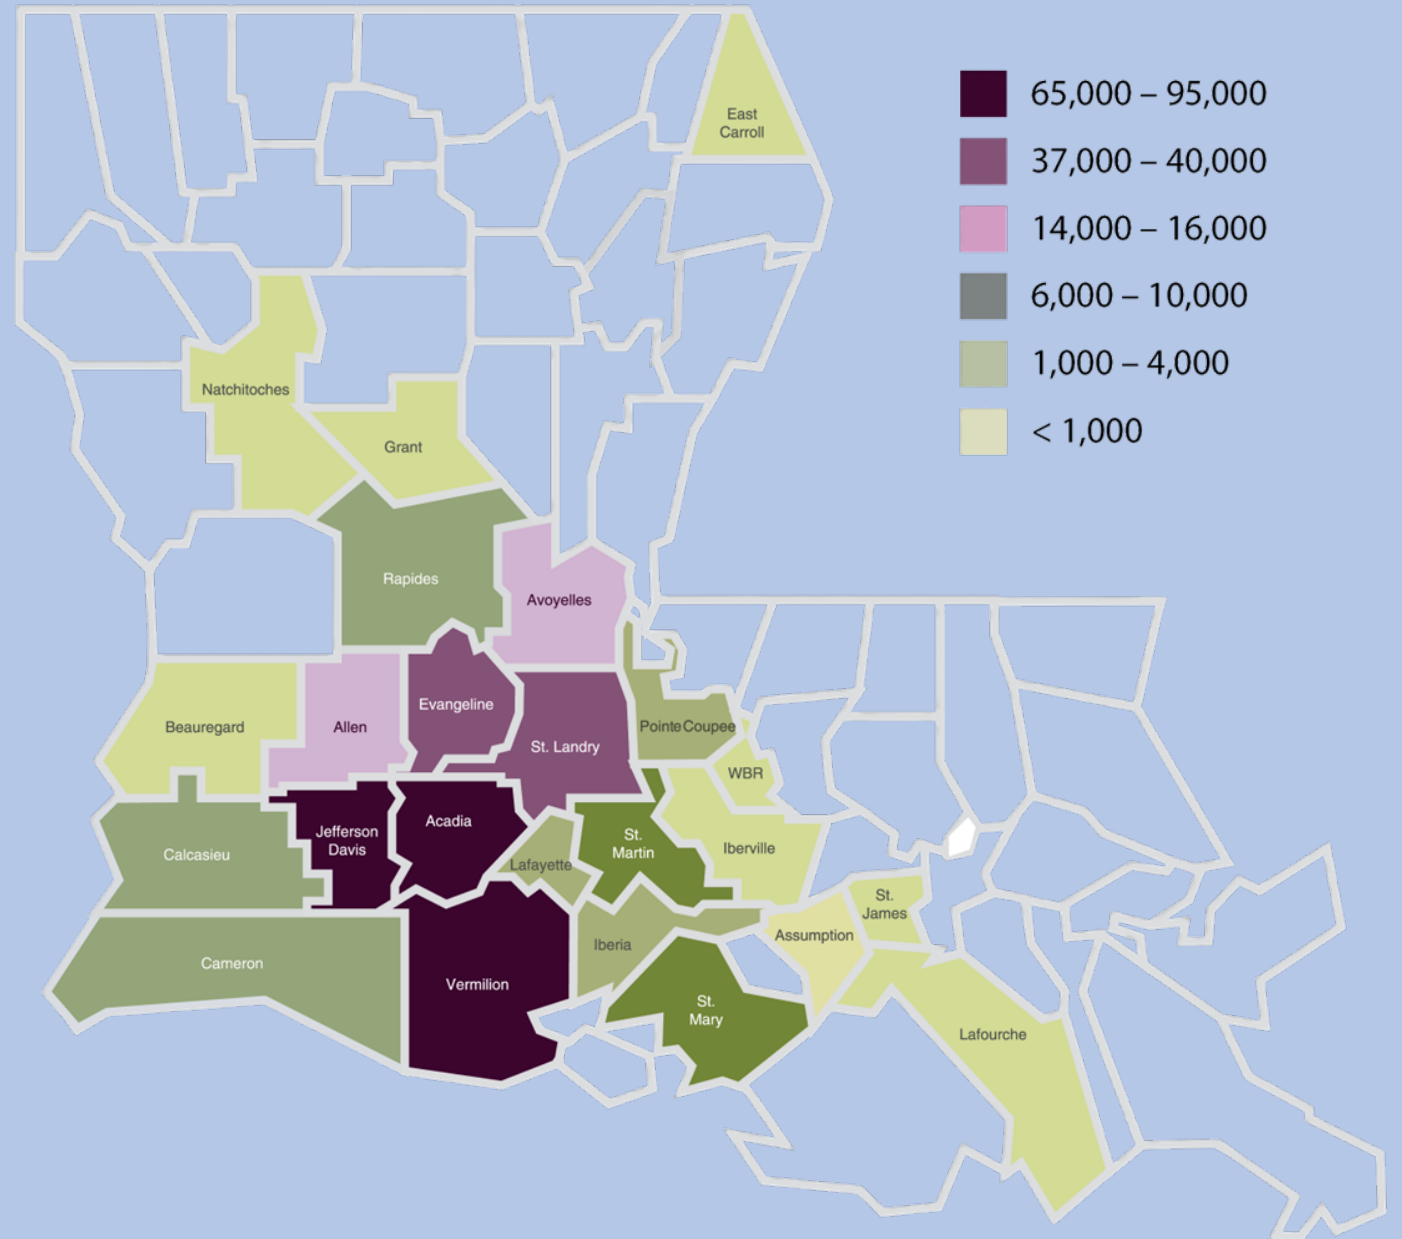 East
Carroll
65,000 – 95,000
37,000 – 40,000
14,000 – 16,000
6,000 – 10,000
1,000 – 4,000
< 1,000
Natchitoches
Grant
Rapides
Avoyelles
Beauregard
Allen
Evangeline
St. Landry
Pointe Coupee
WBR
Calcasieu
Jefferson
Davis
Acadia
Lafayette
St.
Martin
Iberville
St.
James
Cameron
Vermilion
Iberia
Assumption
St.
Mary
Lafourche